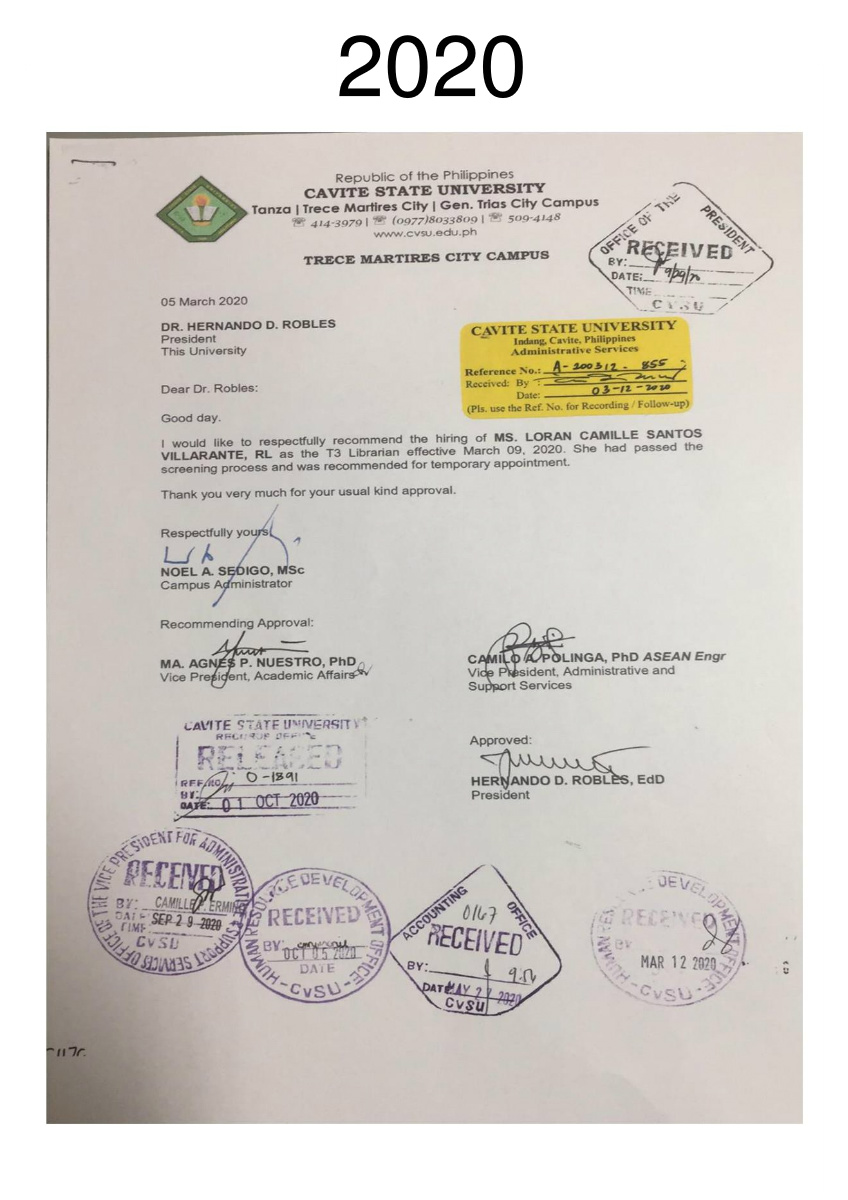 2020
Republic of the Philippines
CAVITE STATE UNIVERSITY
Tanza | Trece Martires City | Gen. Trias City Campus
☏ 414-3979 | ☏ (0977)8033809 | ☏ 509-4148
www.cvsu.edu.ph
TRECE MARTIRES CITY CAMPUS
OFFICE OF THE PRESIDENT
RECEIVED
BY:
DATE: 9/29/20
TIME
CVSU
05 March 2020
DR. HERNANDO D. ROBLES
President
This University
CAVITE STATE UNIVERSITY
Indang, Cavite, Philippines
Administrative Services
Reference No.: A-200312-855
Received: By
Date: 03-12-2020
(Pls. use the Ref. No. for Recording / Follow-up)
Dear Dr. Robles:
Good day.
I would like to respectfully recommend the hiring of MS. LORAN CAMILLE SANTOS
VILLARANTE, RL as the T3 Librarian effective March 09, 2020. She had passed the
screening process and was recommended for temporary appointment.
Thank you very much for your usual kind approval.
Respectfully yours,
NOEL A. SEDIGO, MSc
Campus Administrator
Recommending Approval:
MA. AGNES P. NUESTRO, PhD
Vice President, Academic Affairs
CAMILO A. POLINGA, PhD ASEAN Engr
Vice President, Administrative and
Support Services
CAVITE STATE UNIVERSITY
RECORDS OFFICE
RELEASED
REF. NO. 0-1891
BY:
DATE: 01 OCT 2020
Approved:
HERNANDO D. ROBLES, EdD
President
OFFICE OF THE VICE PRESIDENT FOR ADMINISTRATIVE & SUPPORT SERVICES
RECEIVED
BY: CAMILLE
DATE SEP 29 2020
TIME
CvSU
HUMAN RESOURCE DEVELOPMENT OFFICE
RECEIVED
BY:
OCT 05 2020
DATE
CvSU
ACCOUNTING OFFICE
0167
RECEIVED
BY:
DATE MAY 27 2020
CvSU
HUMAN RESOURCE DEVELOPMENT OFFICE
RECEIVED
BY
MAR 12 2020
CvSU